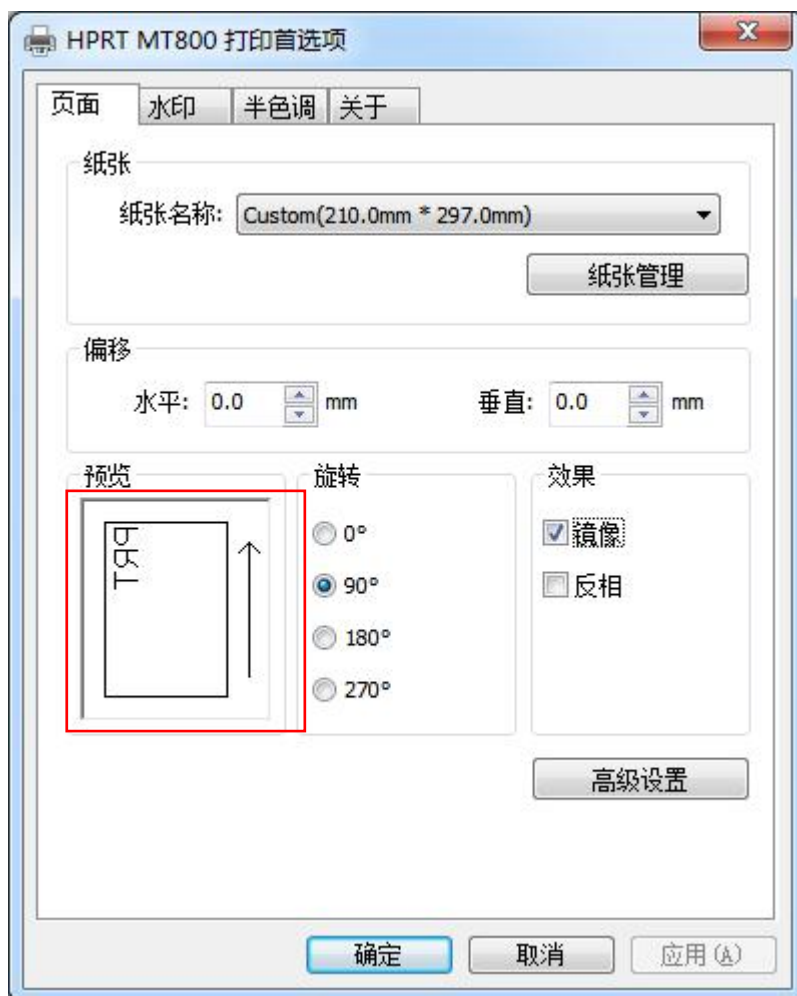 HPRT MT800 打印首选项
页面 水印 半色调 关于
纸张
纸张名称: Custom(210.0mm * 297.0mm)
纸张管理
偏移
水平: 0.0 mm 垂直: 0.0 mm
预览 旋转 效果
PRT
0° 镜像
90° 反相
180°
270°
高级设置
确定 取消 应用(A)